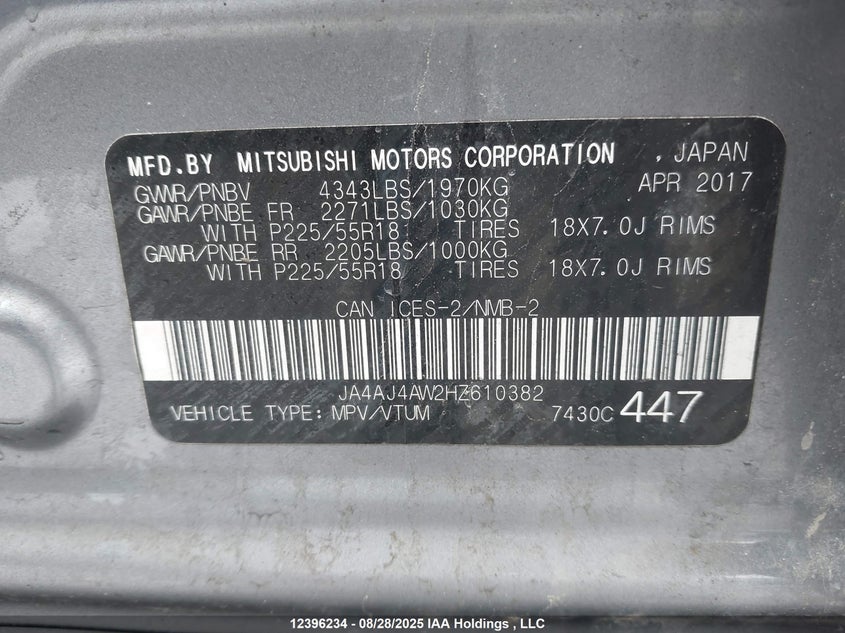 MFD.BY MITSUBISHI MOTORS CORPORATION , JAPAN
GVWR/PNBV 4343LBS/1970KG APR 2017
GAWR/PNBE FR 2271LBS/1030KG
WITH P225/55R18 TIRES 18X7.0J RIMS
GAWR/PNBE RR 2205LBS/1000KG
WITH P225/55R18 TIRES 18X7.0J RIMS
CAN ICES-2/NMB-2
JA4AJ4AW2HZ610382
VEHICLE TYPE: MPV/VTUM 7430C 447
12396234 - 08/28/2025 IAA Holdings , LLC